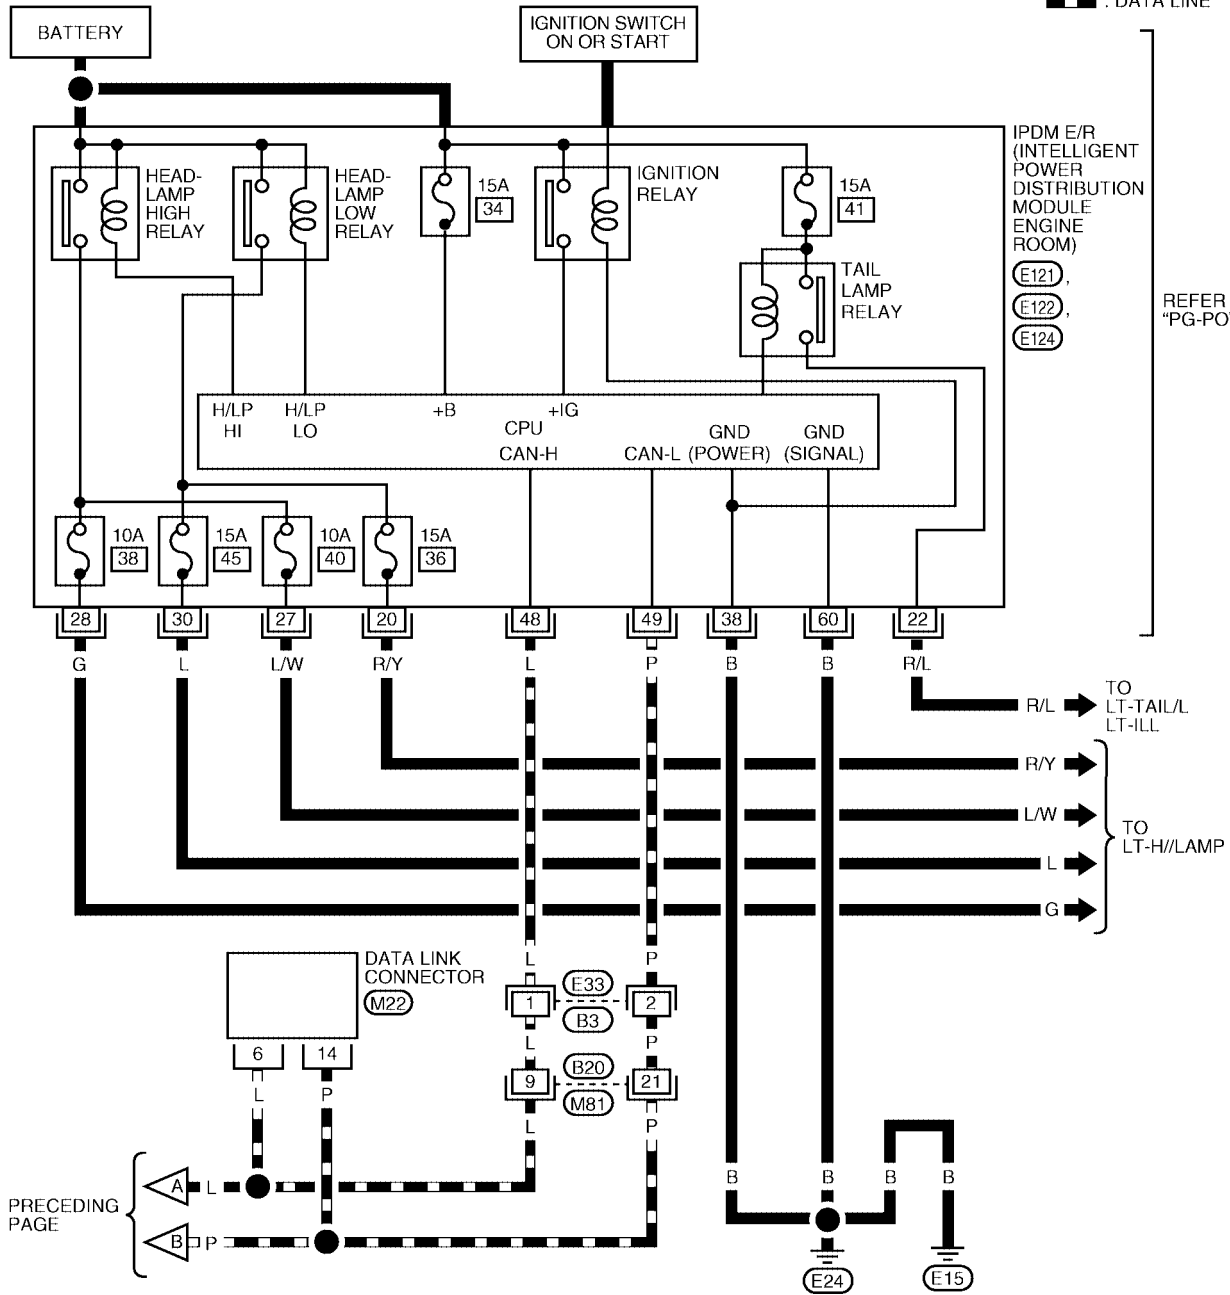 : DATA LINE
BATTERY
IGNITION SWITCH
ON OR START
HEAD-
LAMP
HIGH
RELAY
HEAD-
LAMP
LOW
RELAY
15A
34
IGNITION
RELAY
15A
41
TAIL
LAMP
RELAY
IPDM E/R
(INTELLIGENT
POWER
DISTRIBUTION
MODULE
ENGINE
ROOM)
E121 ,
E122 ,
E124
REFER
"PG-PO
H/LP
HI
H/LP
LO
+B
+IG
CPU
CAN-H
CAN-L
GND
(POWER)
GND
(SIGNAL)
10A
38
15A
45
10A
40
15A
36
28
30
27
20
48
49
38
60
22
G
L
L/W
R/Y
L
P
B
B
R/L
R/L
TO
LT-TAIL/L
LT-ILL
R/Y
L/W
L
G
TO
LT-H//LAMP
DATA LINK
CONNECTOR
M22
6
14
L
P
L
P
1
E33
B3
2
L
P
9
B20
M81
21
L
P
PRECEDING
PAGE
A
L
B
P
B
B
B
B
E24
E15